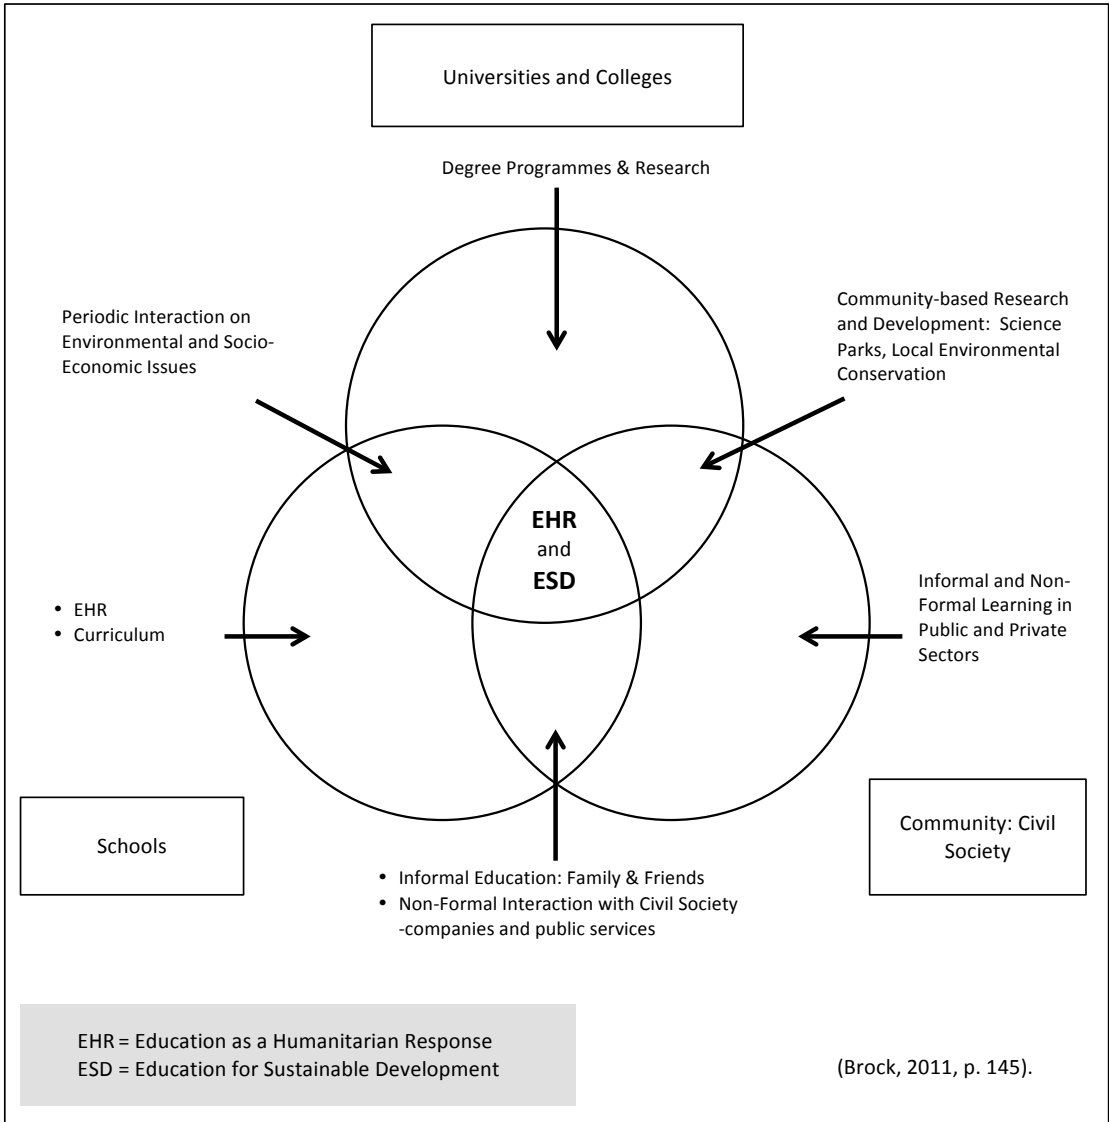 Universities and Colleges
Degree Programmes & Research
Periodic Interaction on
Environmental and Socio-
Economic Issues
Community-based Research
and Development: Science
Parks, Local Environmental
Conservation
EHR
and
ESD
• EHR
• Curriculum
Informal and Non-
Formal Learning in
Public and Private
Sectors
Schools
Community: Civil
Society
• Informal Education: Family & Friends
• Non-Formal Interaction with Civil Society
-companies and public services
EHR = Education as a Humanitarian Response
ESD = Education for Sustainable Development
(Brock, 2011, p. 145).